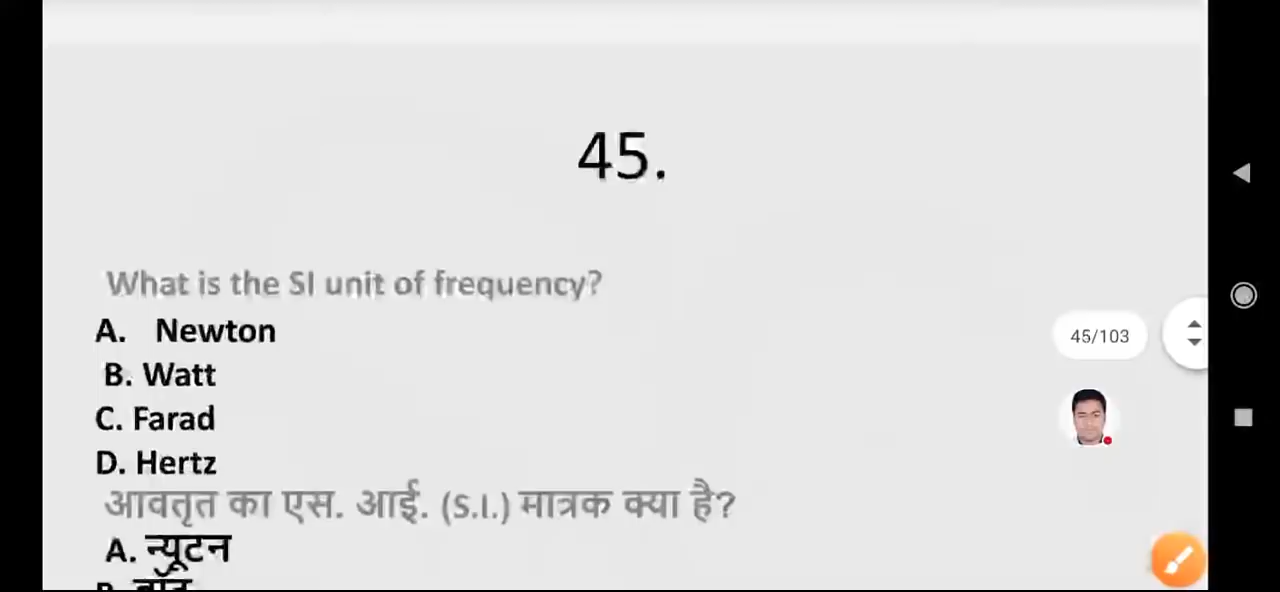 45.
What is the SI unit of frequency?
A. Newton
B. Watt
C. Farad
D. Hertz
आवतृत का एस. आई. (S.I.) मात्रक क्या है?
A. न्यूटन
45/103